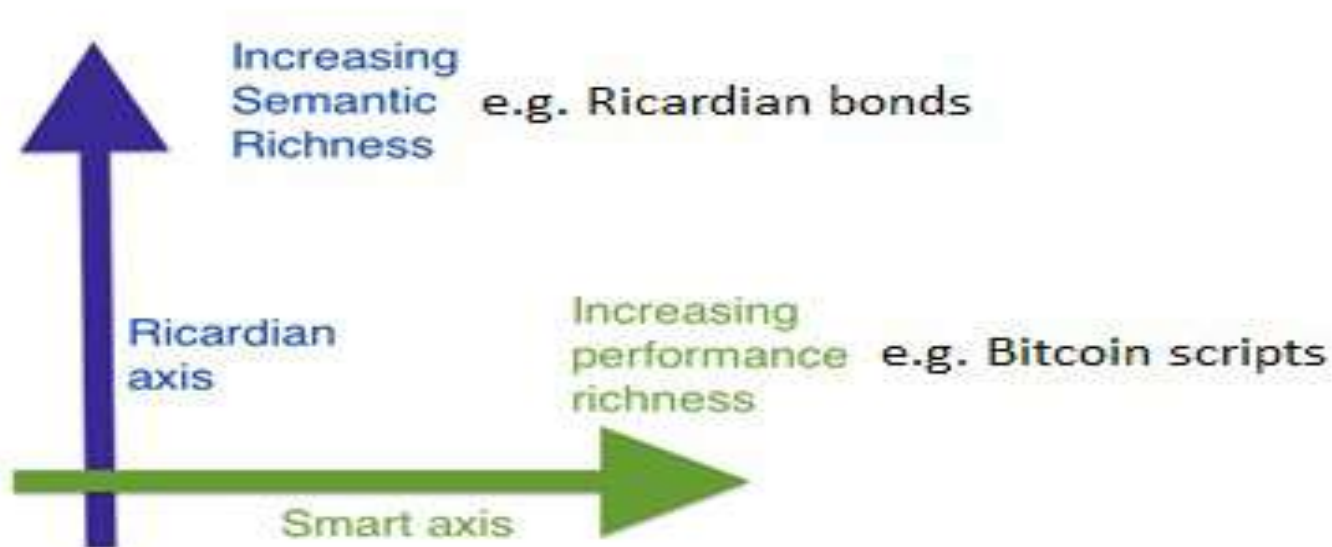 Increasing
Semantic e.g. Ricardian bonds
Richness
Ricardian
axis
Increasing
performance e.g. Bitcoin scripts
richness
Smart axis